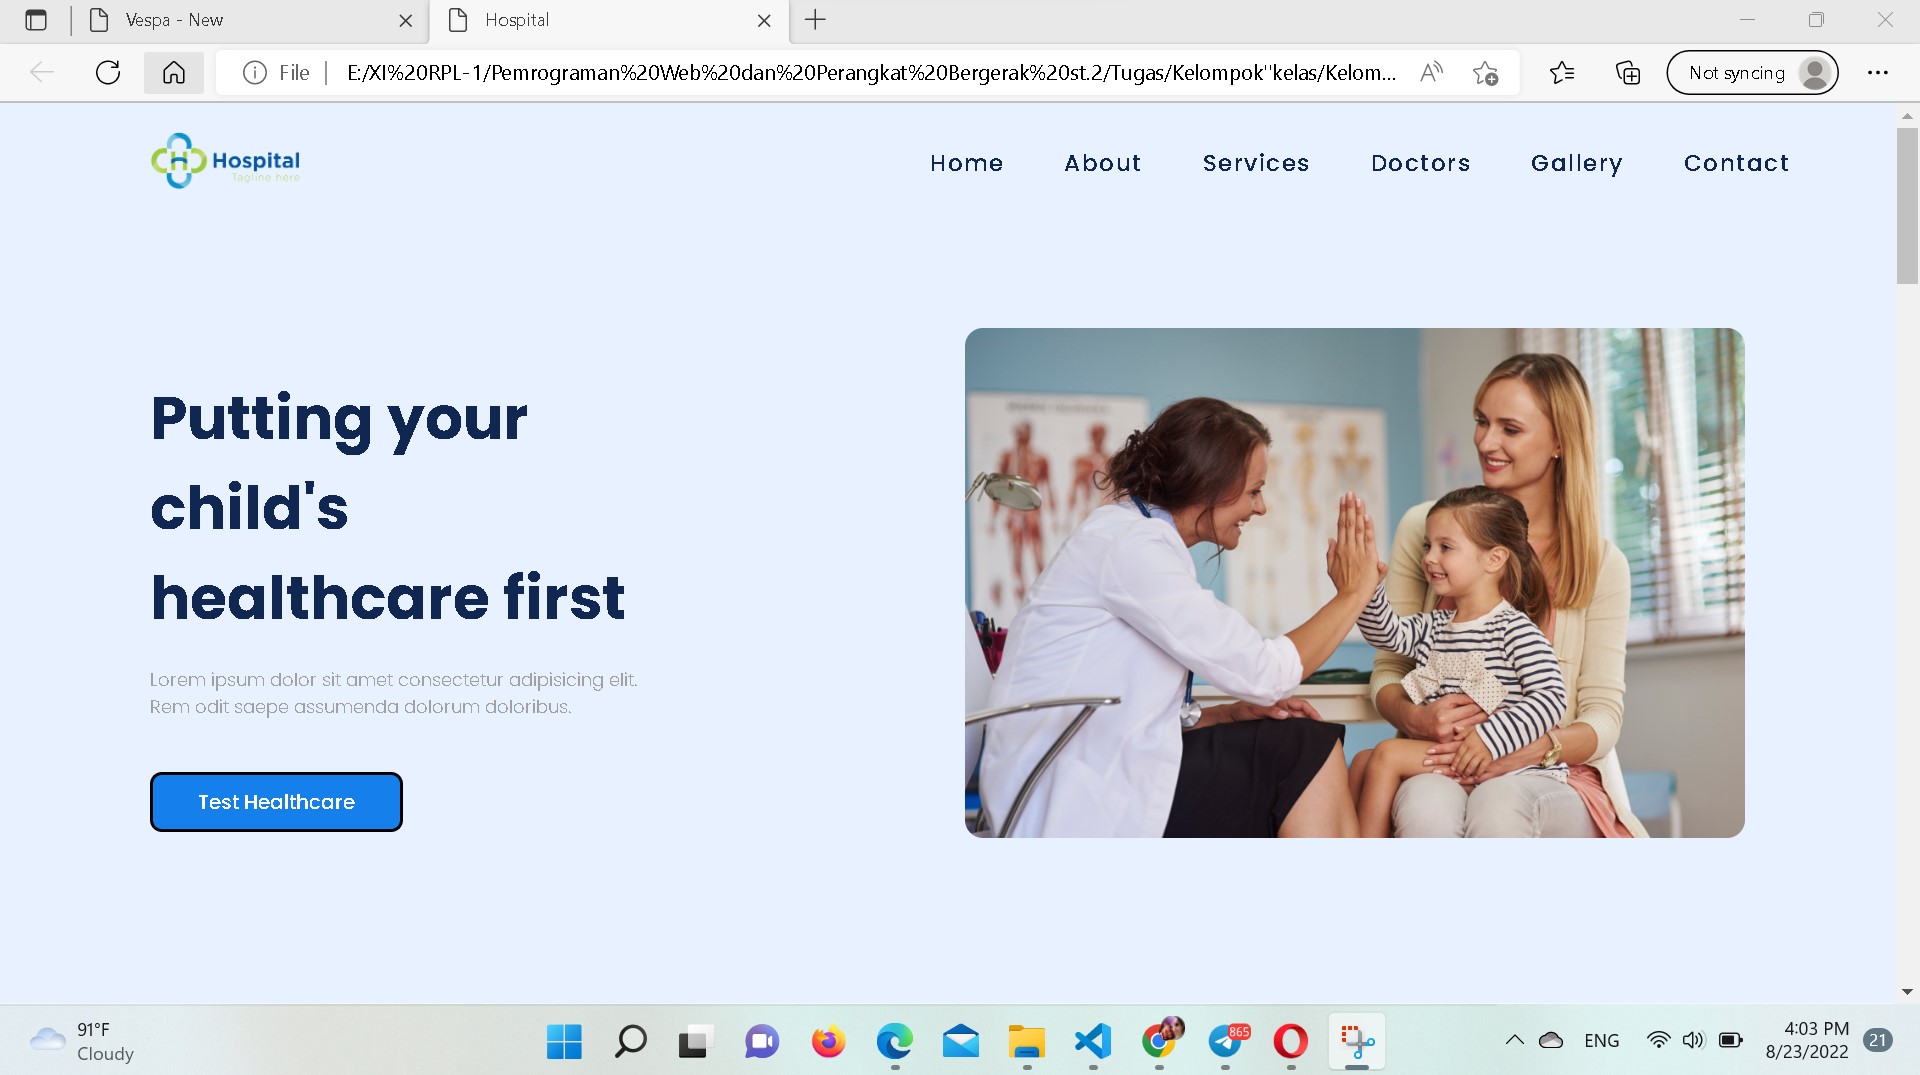 Vespa - New
Hospital
File
E:/XI%20RPL-1/Pemrograman%20Web%20dan%20Perangkat%20Bergerak%20st.2/Tugas/Kelompok"kelas/Kelom...
Not syncing
Hospital
Tagline here
Home
About
Services
Doctors
Gallery
Contact
Putting your
child's
healthcare first
Lorem ipsum dolor sit amet consectetur adipisicing elit.
Rem odit saepe assumenda dolorum doloribus.
Test Healthcare
91°F
Cloudy
865
ENG
4:03 PM
8/23/2022
21